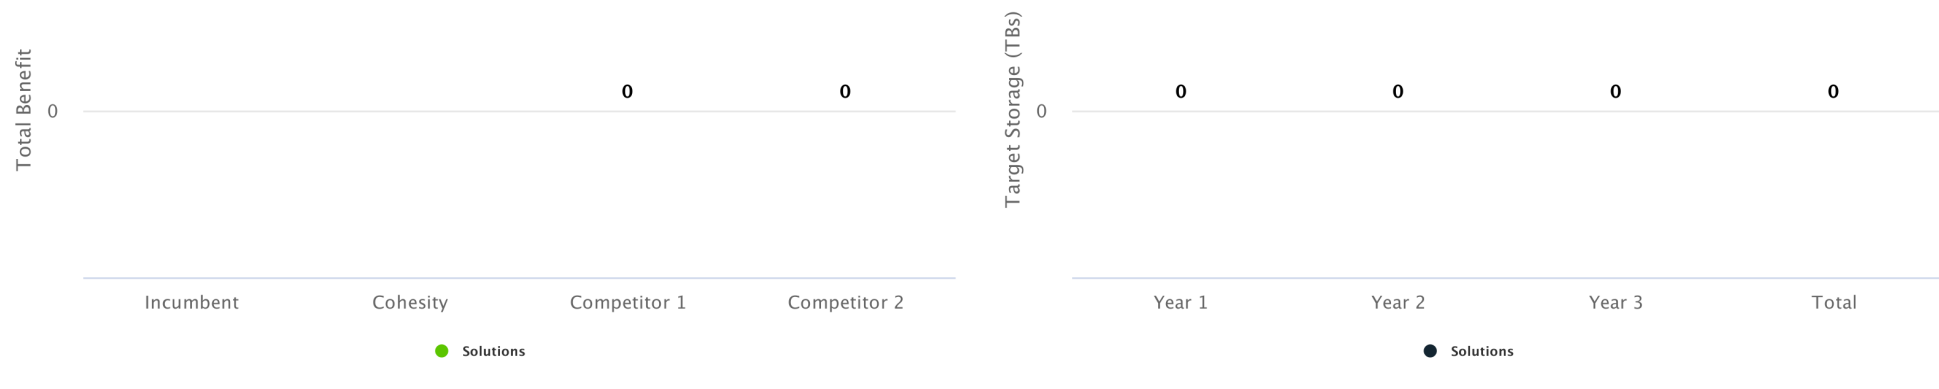 Total Benefit
0
0
0
Incumbent
Cohesity
Competitor 1
Competitor 2
Solutions
Target Storage (TBs)
0
0
0
0
0
Year 1
Year 2
Year 3
Total
Solutions